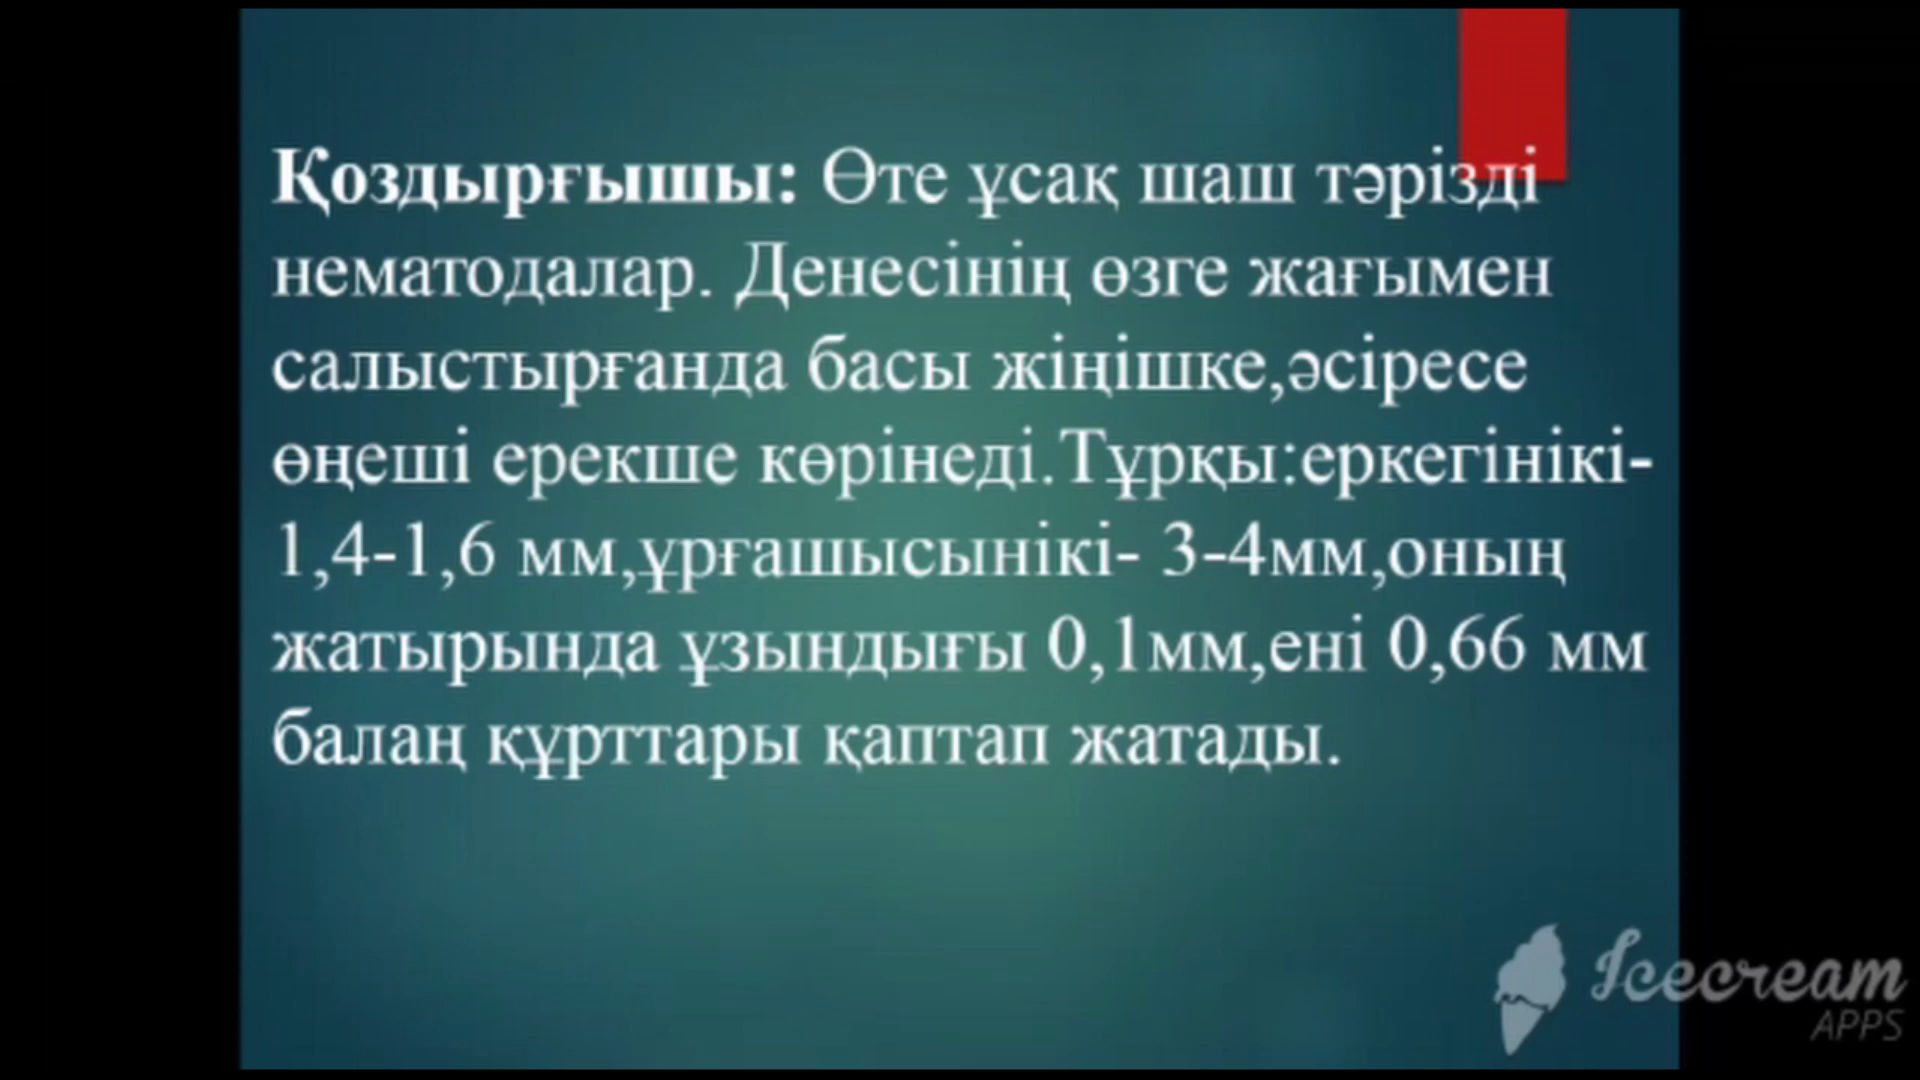 Қоздырғышы: Өте ұсақ шаш тәрізді
нематодалар. Денесінің өзге жағымен
салыстырғанда басы жіңішке,әсіресе
өңеші ерекше көрінеді.Тұрқы:еркегінікі-
1,4-1,6 мм,ұрғашысынікі- 3-4мм,оның
жатырында ұзындығы 0,1мм,ені 0,66 мм
балаң құрттары қаптап жатады.
Icecream
APPS